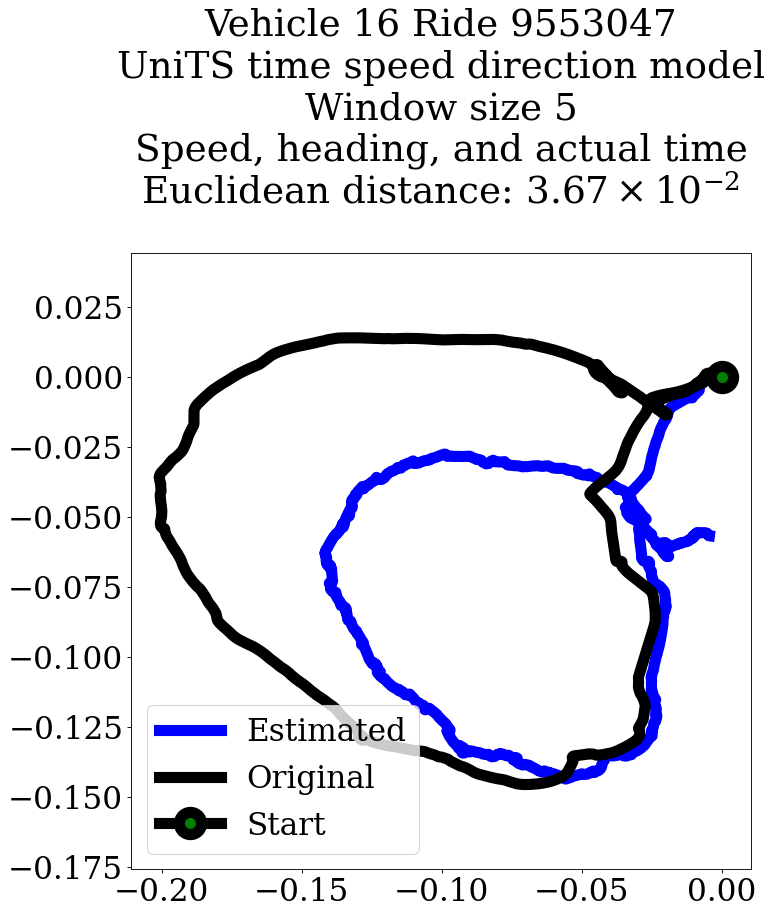 Vehicle 16 Ride 9553047
UniTS time speed direction model
Window size 5
Speed, heading, and actual time
Euclidean distance: 3.67 × 10⁻²
0.025
0.000
−0.025
−0.050
−0.075
−0.100
−0.125
−0.150
−0.175
Estimated
Original
Start
−0.20 −0.15 −0.10 −0.05 0.00